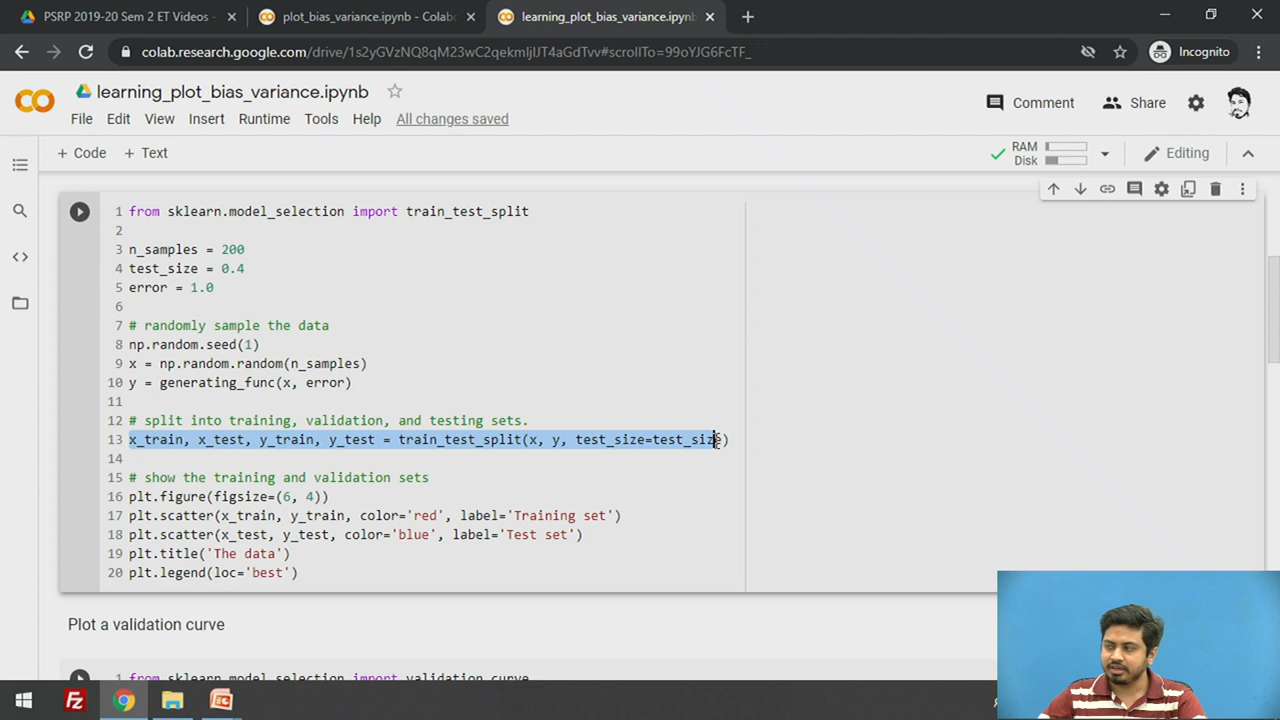 PSRP 2019-20 Sem 2 ET Videos -
plot_bias_variance.ipynb - Colabo
learning_plot_bias_variance.ipynb
colab.research.google.com/drive/1s2yGVzNQ8qM23wC2qekmljIJT4aGdTvv#scrollTo=99oYJG6FcTF_
Incognito
learning_plot_bias_variance.ipynb
Comment
Share
File Edit View Insert Runtime Tools Help All changes saved
+ Code + Text
RAM
Disk
Editing
1 from sklearn.model_selection import train_test_split
2
3 n_samples = 200
4 test_size = 0.4
5 error = 1.0
6
7 # randomly sample the data
8 np.random.seed(1)
9 x = np.random.random(n_samples)
10 y = generating_func(x, error)
11
12 # split into training, validation, and testing sets.
13 x_train, x_test, y_train, y_test = train_test_split(x, y, test_size=test_size)
14
15 # show the training and validation sets
16 plt.figure(figsize=(6, 4))
17 plt.scatter(x_train, y_train, color='red', label='Training set')
18 plt.scatter(x_test, y_test, color='blue', label='Test set')
19 plt.title('The data')
20 plt.legend(loc='best')
Plot a validation curve
1 from sklearn.model_selection import validation_curve